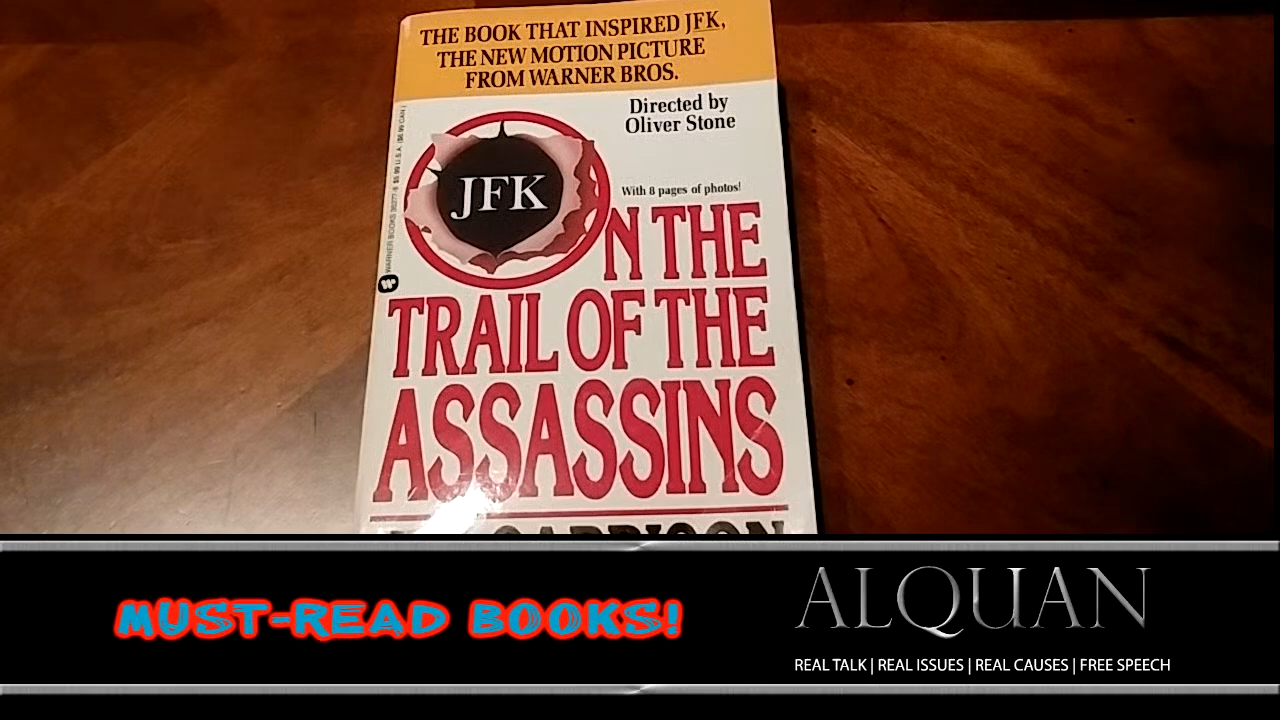 THE BOOK THAT INSPIRED JFK,
THE NEW MOTION PICTURE
FROM WARNER BROS.
Directed by
Oliver Stone
JFK
With 8 pages of photos!
ON THE
TRAIL OF THE
ASSASSINS
GARRISON
MUST-READ BOOKS!
ALQUAN
REAL TALK | REAL ISSUES | REAL CAUSES | FREE SPEECH